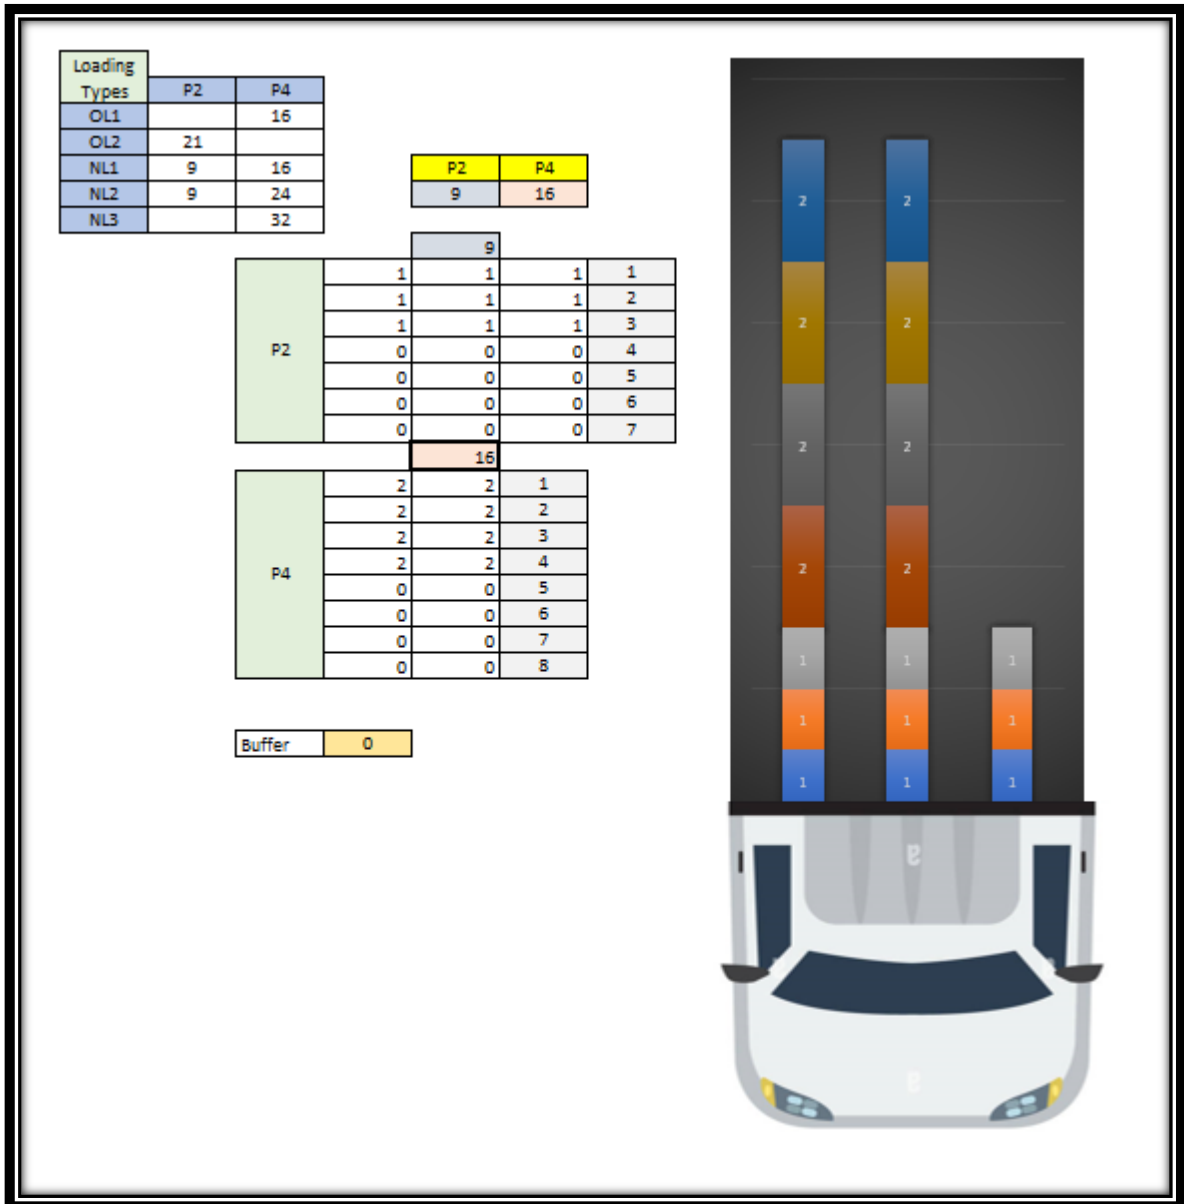 Loading
Types P2 P4
OL1 16
OL2 21
NL1 9 16
NL2 9 24
NL3 32
P2 P4
9 16
9
1 1 1 1
1 1 1 2
1 1 1 3
P2
0 0 0 4
0 0 0 5
0 0 0 6
0 0 0 7
16
2 2 1
2 2 2
2 2 3
2 2 4
P4
0 0 5
0 0 6
0 0 7
0 0 8
Buffer 0
2 2
2 2
2 2
2 2
1 1 1
1 1 1
1 1 1